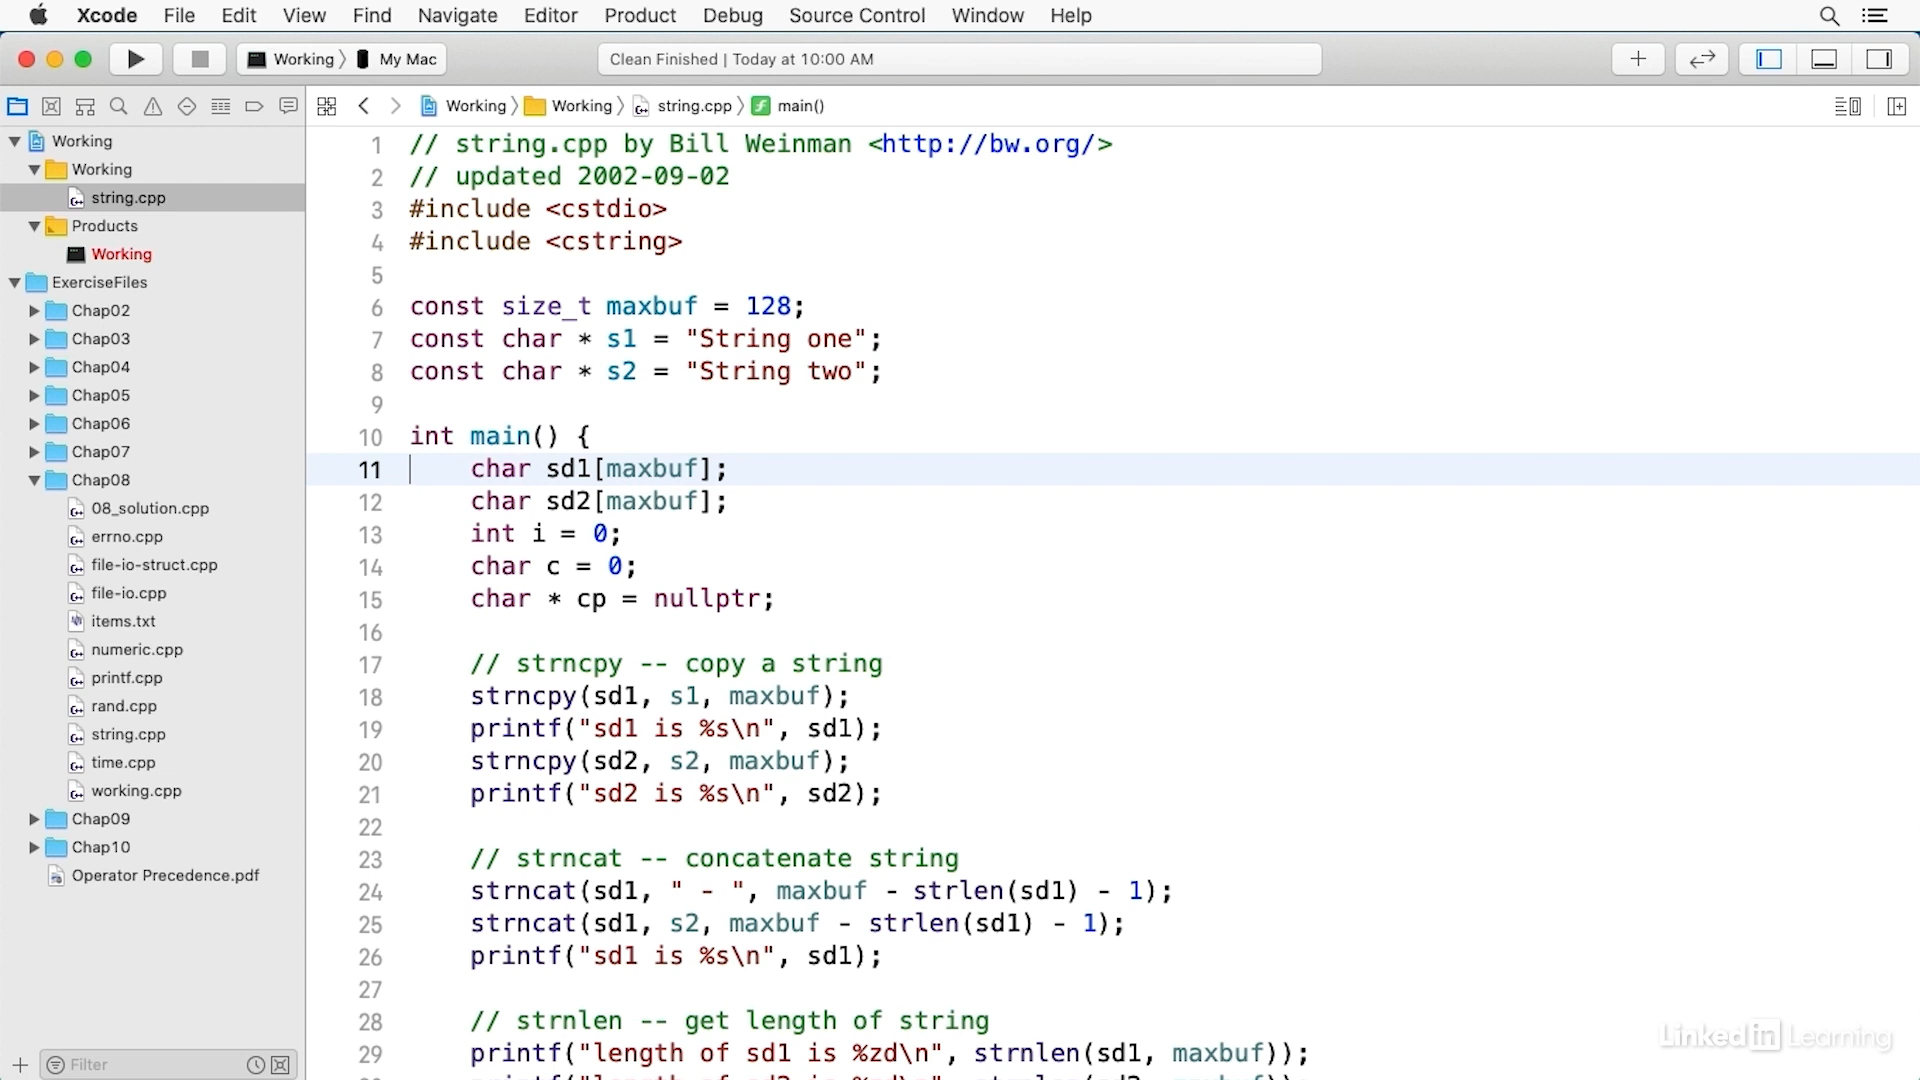 Xcode File Edit View Find Navigate Editor Product Debug Source Control Window Help
Working My Mac
Clean Finished | Today at 10:00 AM
Working Working string.cpp main()
Working
Working
string.cpp
Products
Working
ExerciseFiles
Chap02
Chap03
Chap04
Chap05
Chap06
Chap07
Chap08
08_solution.cpp
errno.cpp
file-io-struct.cpp
file-io.cpp
items.txt
numeric.cpp
printf.cpp
rand.cpp
string.cpp
time.cpp
working.cpp
Chap09
Chap10
Operator Precedence.pdf
Filter
1 // string.cpp by Bill Weinman <http://bw.org/>
2 // updated 2002-09-02
3 #include <cstdio>
4 #include <cstring>
5
6 const size_t maxbuf = 128;
7 const char * s1 = "String one";
8 const char * s2 = "String two";
9
10 int main() {
11 char sd1[maxbuf];
12 char sd2[maxbuf];
13 int i = 0;
14 char c = 0;
15 char * cp = nullptr;
16
17 // strncpy -- copy a string
18 strncpy(sd1, s1, maxbuf);
19 printf("sd1 is %s\n", sd1);
20 strncpy(sd2, s2, maxbuf);
21 printf("sd2 is %s\n", sd2);
22
23 // strncat -- concatenate string
24 strncat(sd1, " - ", maxbuf - strlen(sd1) - 1);
25 strncat(sd1, s2, maxbuf - strlen(sd1) - 1);
26 printf("sd1 is %s\n", sd1);
27
28 // strnlen -- get length of string
29 printf("length of sd1 is %zd\n", strnlen(sd1, maxbuf));
LinkedIn Learning